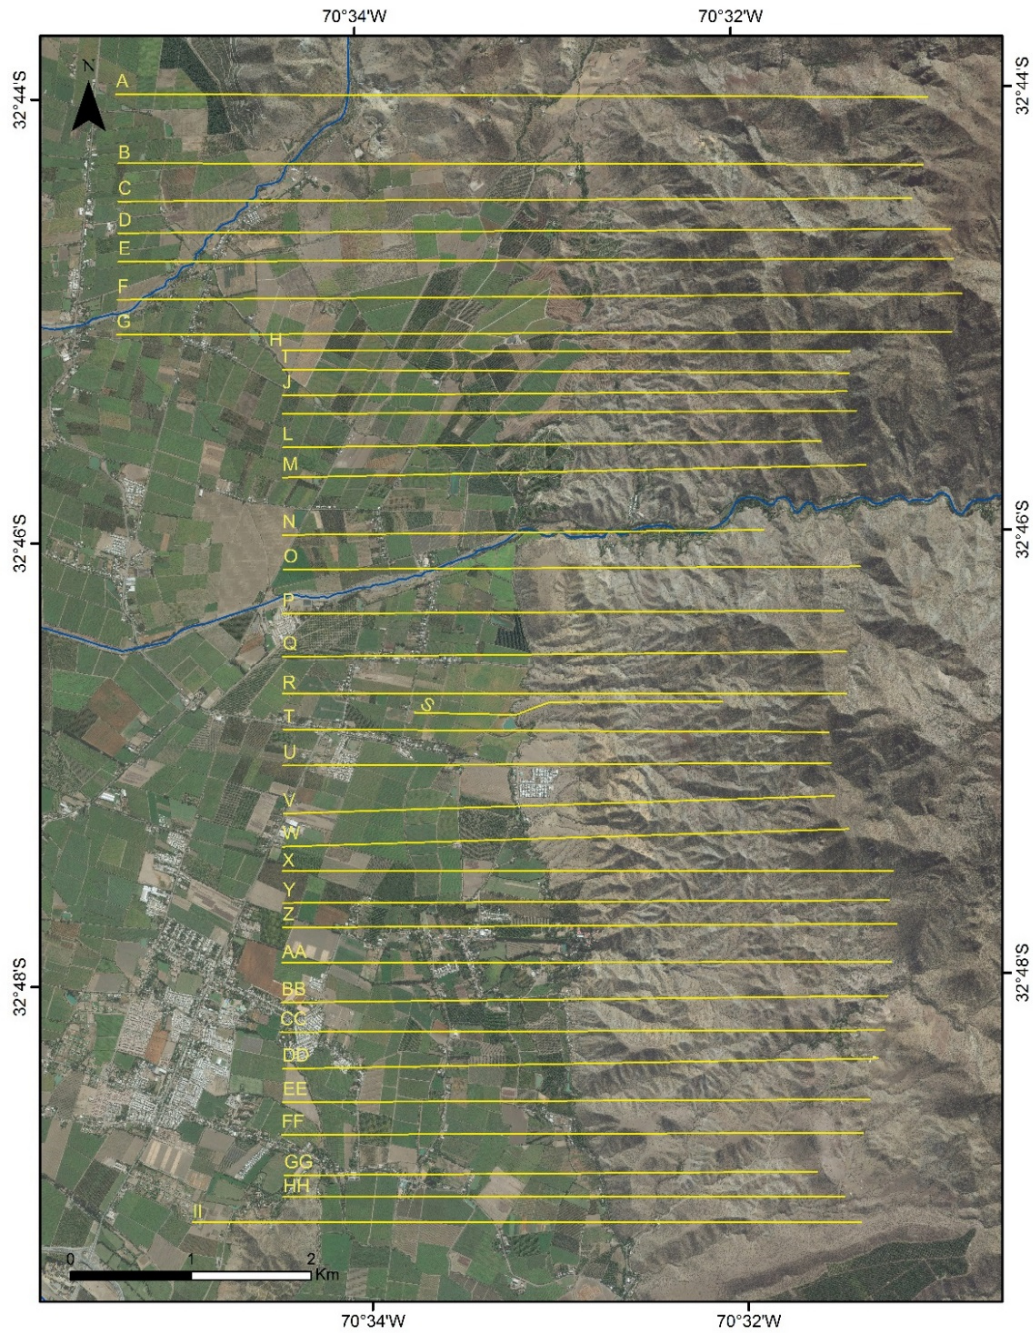 70°34'W 70°32'W
32°44'S 32°44'S
N
A
B
C
D
E
F
G
H
I
J
L
M
N
32°46'S 32°46'S
O
P
Q
R
S
T
U
V
W
X
Y
Z
AA
32°48'S 32°48'S
BB
CC
DD
EE
FF
GG
HH
II
0 1 2
Km
70°34'W 70°32'W